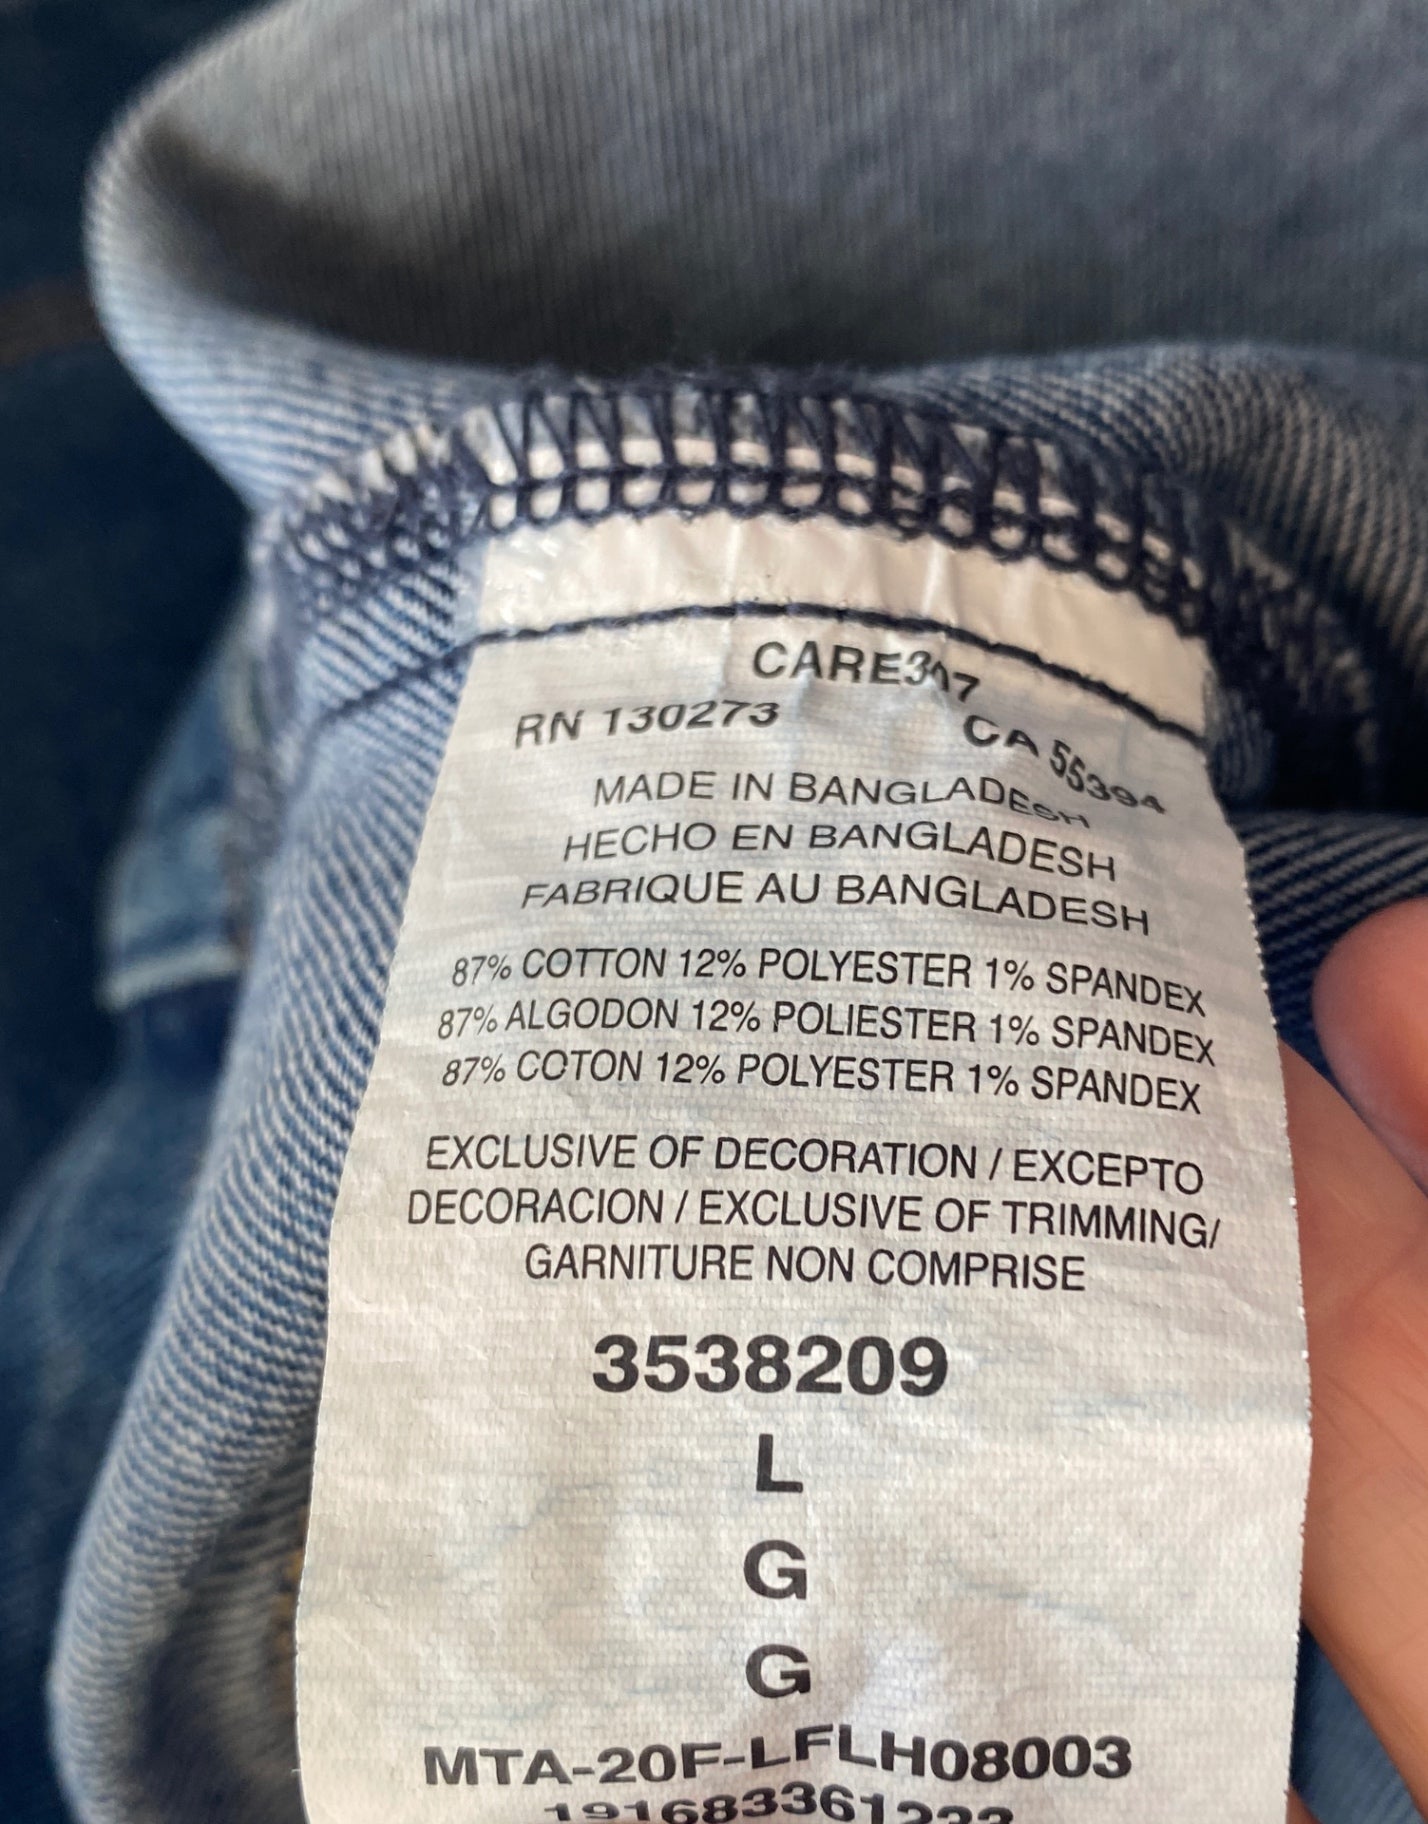 CARE307
RN 130273 CA 55394
MADE IN BANGLADESH
HECHO EN BANGLADESH
FABRIQUE AU BANGLADESH
87% COTTON 12% POLYESTER 1% SPANDEX
87% ALGODON 12% POLIESTER 1% SPANDEX
87% COTON 12% POLYESTER 1% SPANDEX
EXCLUSIVE OF DECORATION / EXCEPTO
DECORACION / EXCLUSIVE OF TRIMMING/
GARNITURE NON COMPRISE
3538209
L
G
G
MTA-20F-LFLH08003